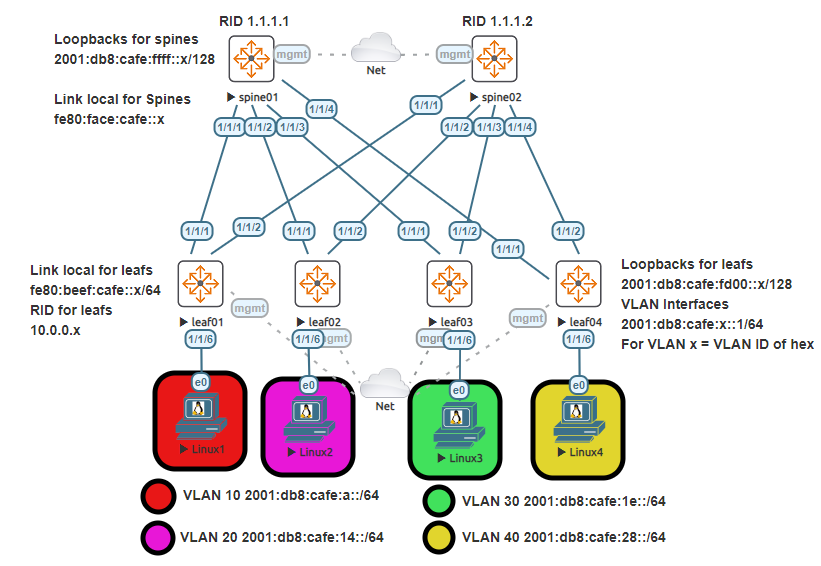 RID 1.1.1.1
RID 1.1.1.2
Loopbacks for spines
2001:db8:cafe:ffff::x/128
mgmt
Net
mgmt
Link local for Spines
fe80:face:cafe::x
spine01
spine02
1/1/4
1/1/1
1/1/1
1/1/2
1/1/3
1/1/2
1/1/3
1/1/4
1/1/1
1/1/2
1/1/1
1/1/2
1/1/1
1/1/2
1/1/1
1/1/2
Link local for leafs
fe80:beef:cafe::x/64
RID for leafs
10.0.0.x
Loopbacks for leafs
2001:db8:cafe:fd00::x/128
VLAN Interfaces
2001:db8:cafe:x::1/64
For VLAN x = VLAN ID of hex
mgmt
mgmt
leaf01
leaf02
leaf03
leaf04
1/1/6
1/1/6
mgmt
mgm
1/1/6
1/1/6
Net
e0
e0
e0
e0
Linux1
Linux2
Linux3
Linux4
VLAN 10 2001:db8:cafe:a::/64
VLAN 20 2001:db8:cafe:14::/64
VLAN 30 2001:db8:cafe:1e::/64
VLAN 40 2001:db8:cafe:28::/64